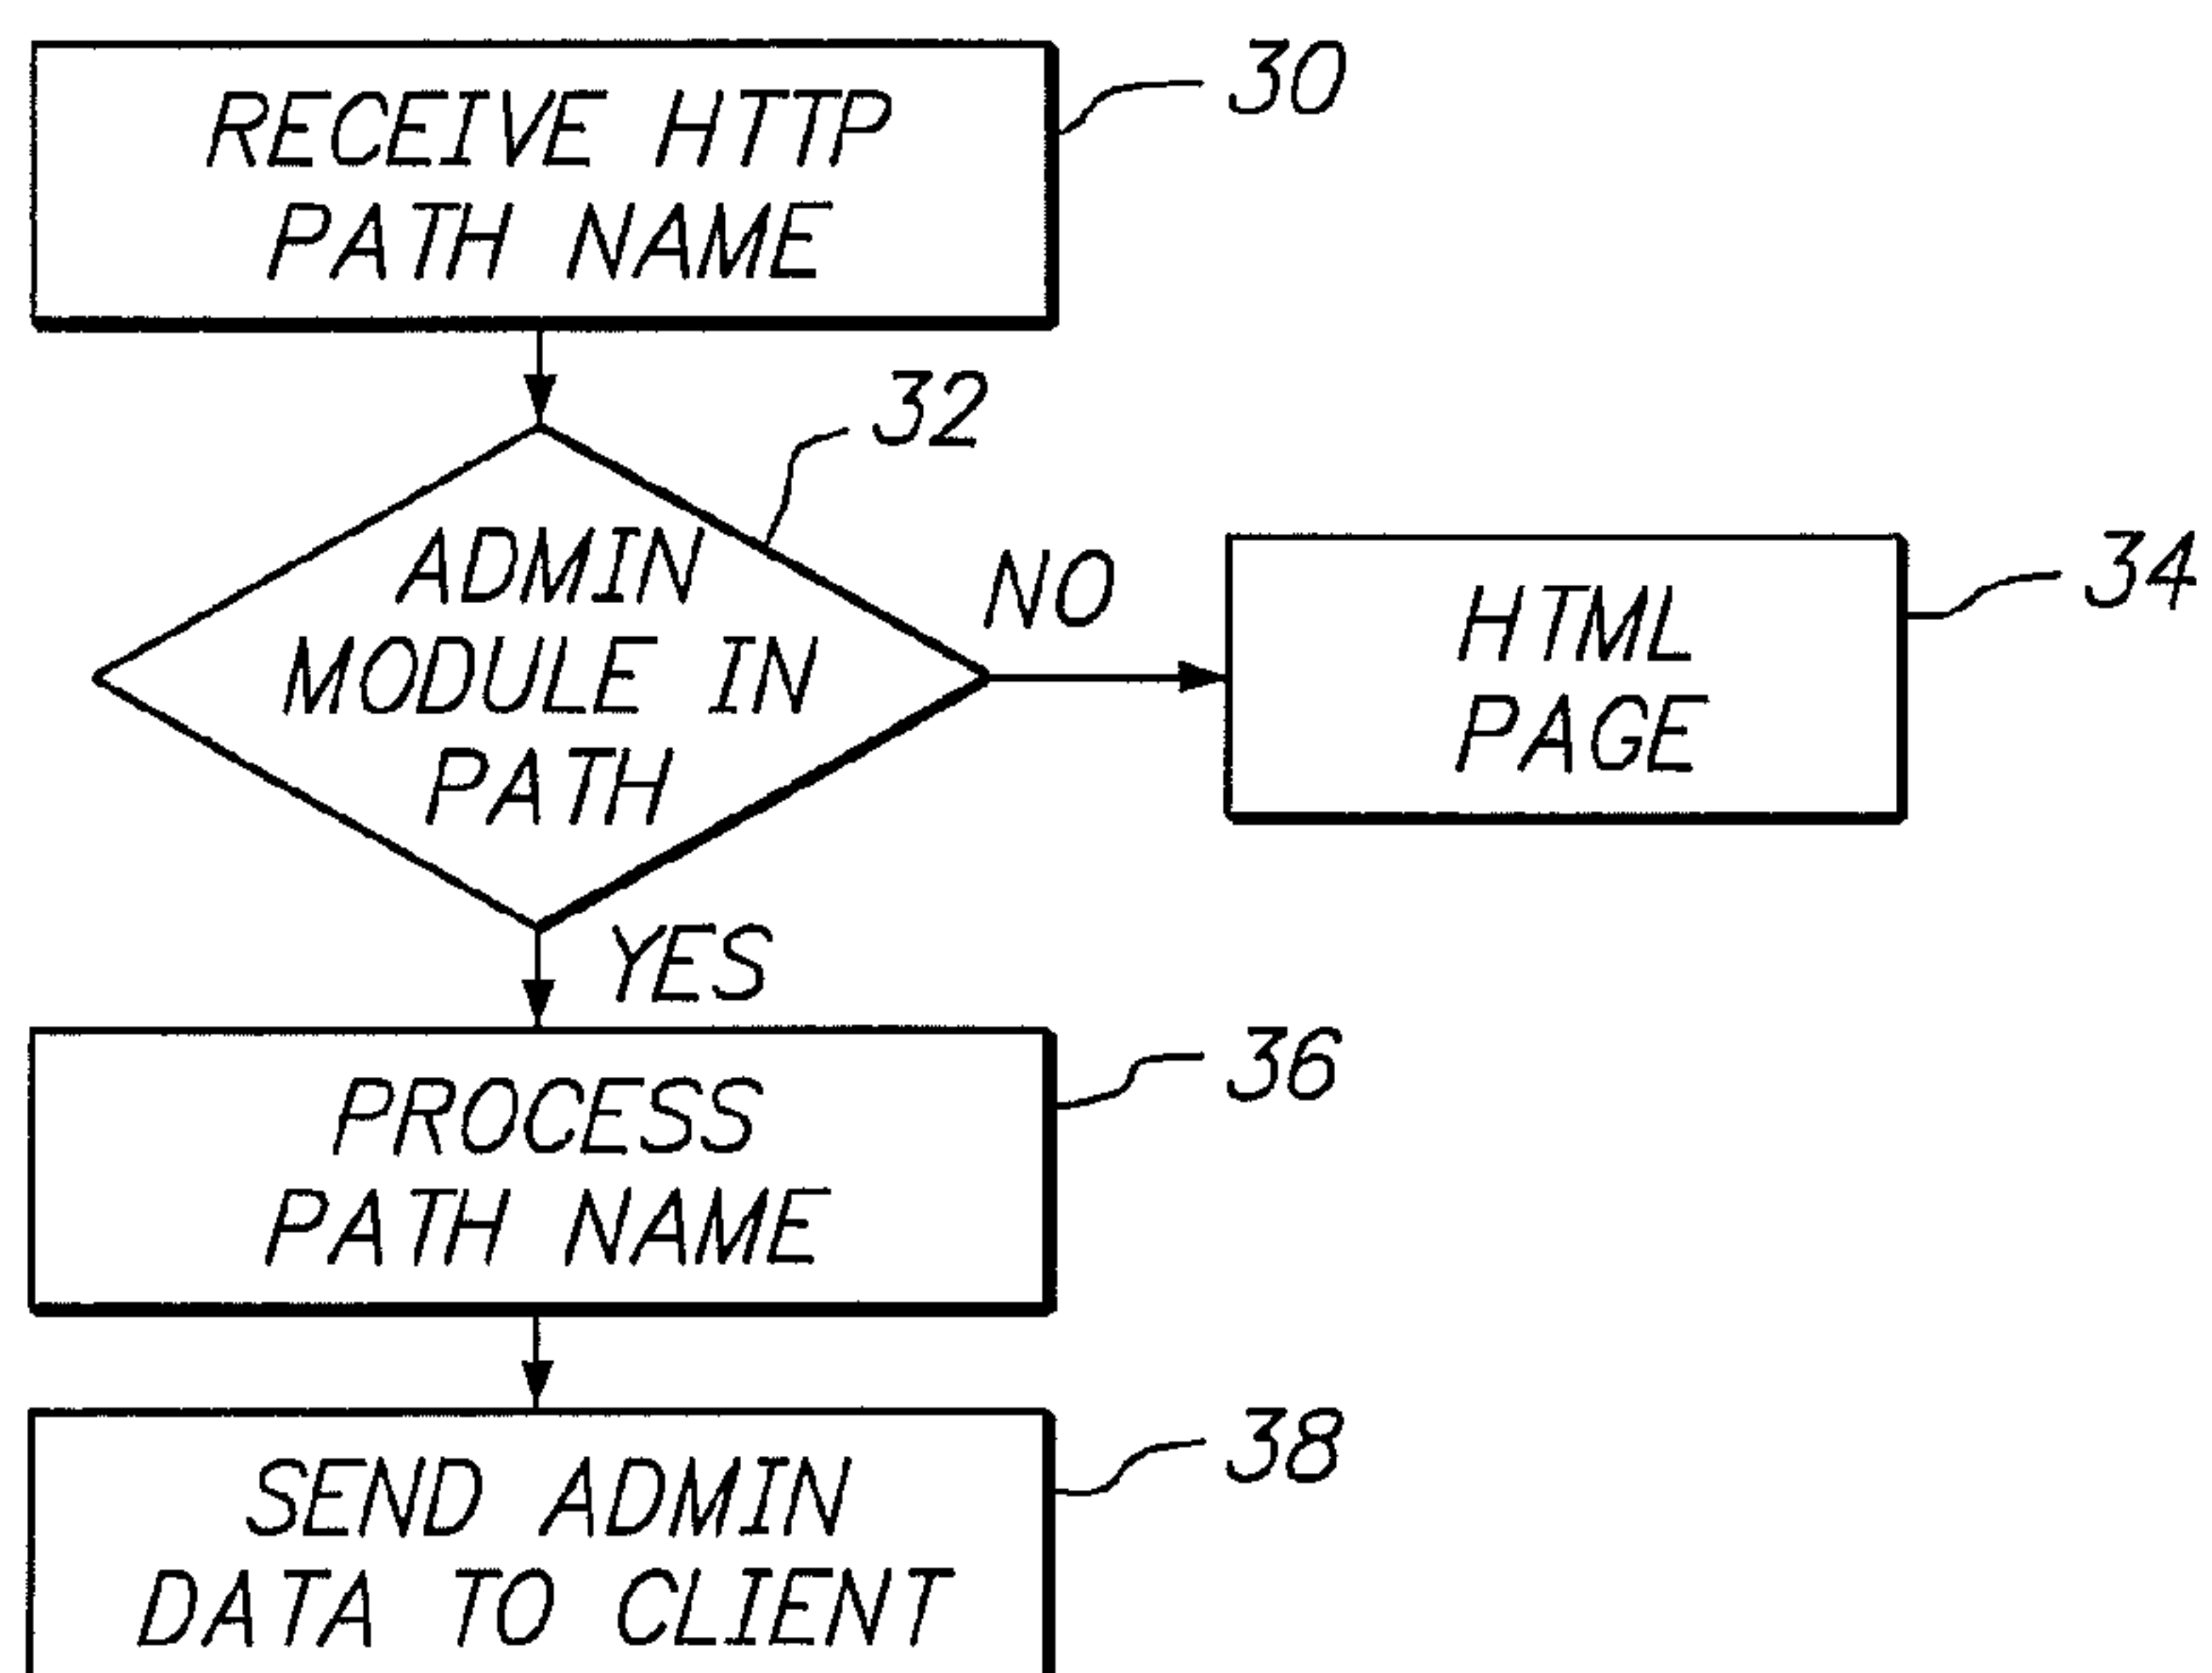 RECEIVE HTTP
PATH NAME
30
32
ADMIN
MODULE IN
PATH
NO
HTML
PAGE
34
YES
PROCESS
PATH NAME
36
SEND ADMIN
DATA TO CLIENT
38